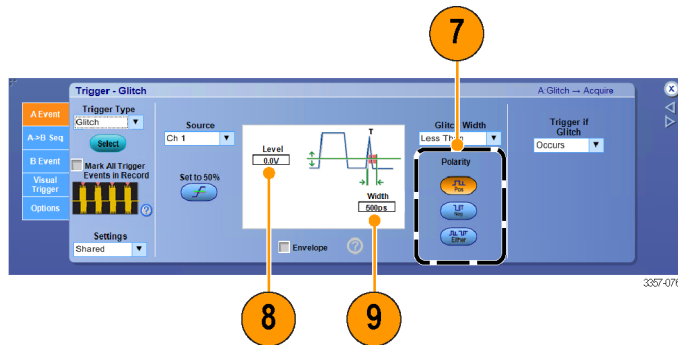 7
Trigger - Glitch
A:Glitch → Acquire
X
A Event
A->B Seq
B Event
Visual
Trigger
Options
Trigger Type
Glitch
Select
Mark All Trigger
Events in Record
Settings
Shared
Source
Ch 1
Set to 50%
Level
0.0V
T
Width
500ps
Envelope
Glitch Width
Less Than
Polarity
Pos
Neg
Either
Trigger if
Glitch
Occurs
3357-076
8
9